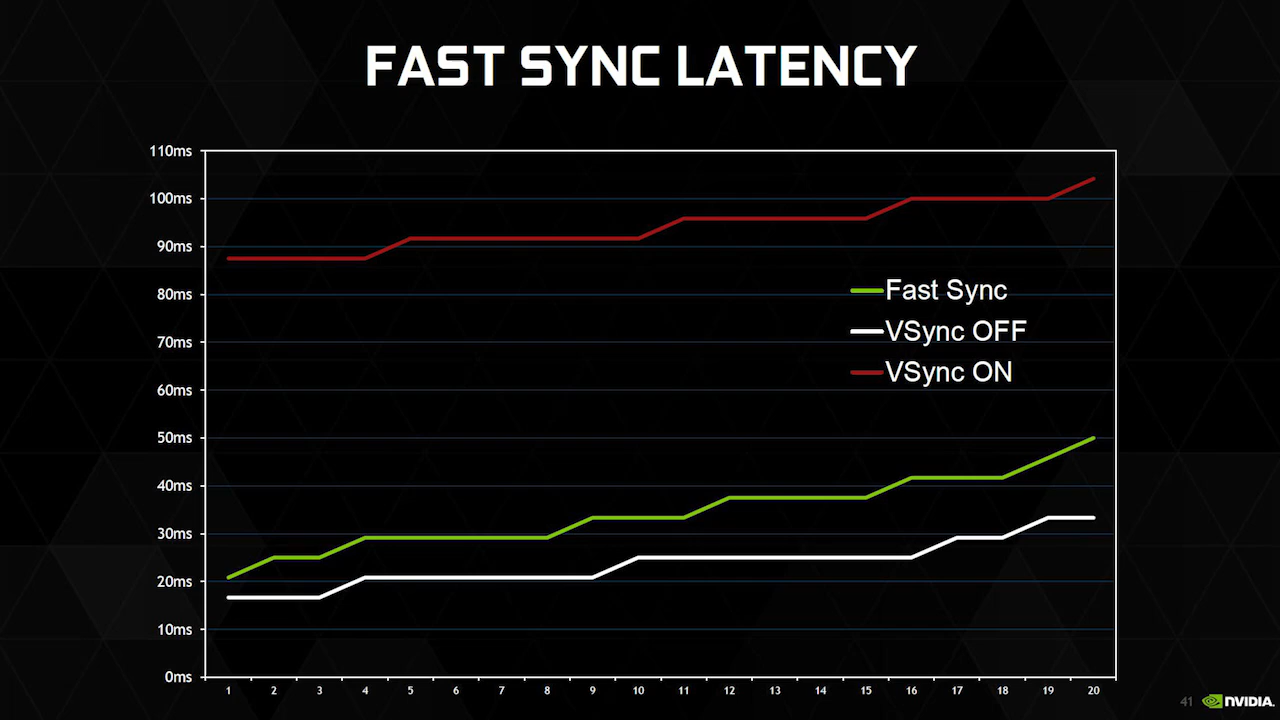 FAST SYNC LATENCY
110ms
100ms
90ms
80ms
70ms
60ms
50ms
40ms
30ms
20ms
10ms
0ms
Fast Sync
VSync OFF
VSync ON
1 2 3 4 5 6 7 8 9 10 11 12 13 14 15 16 17 18 19 20
41 NVIDIA.